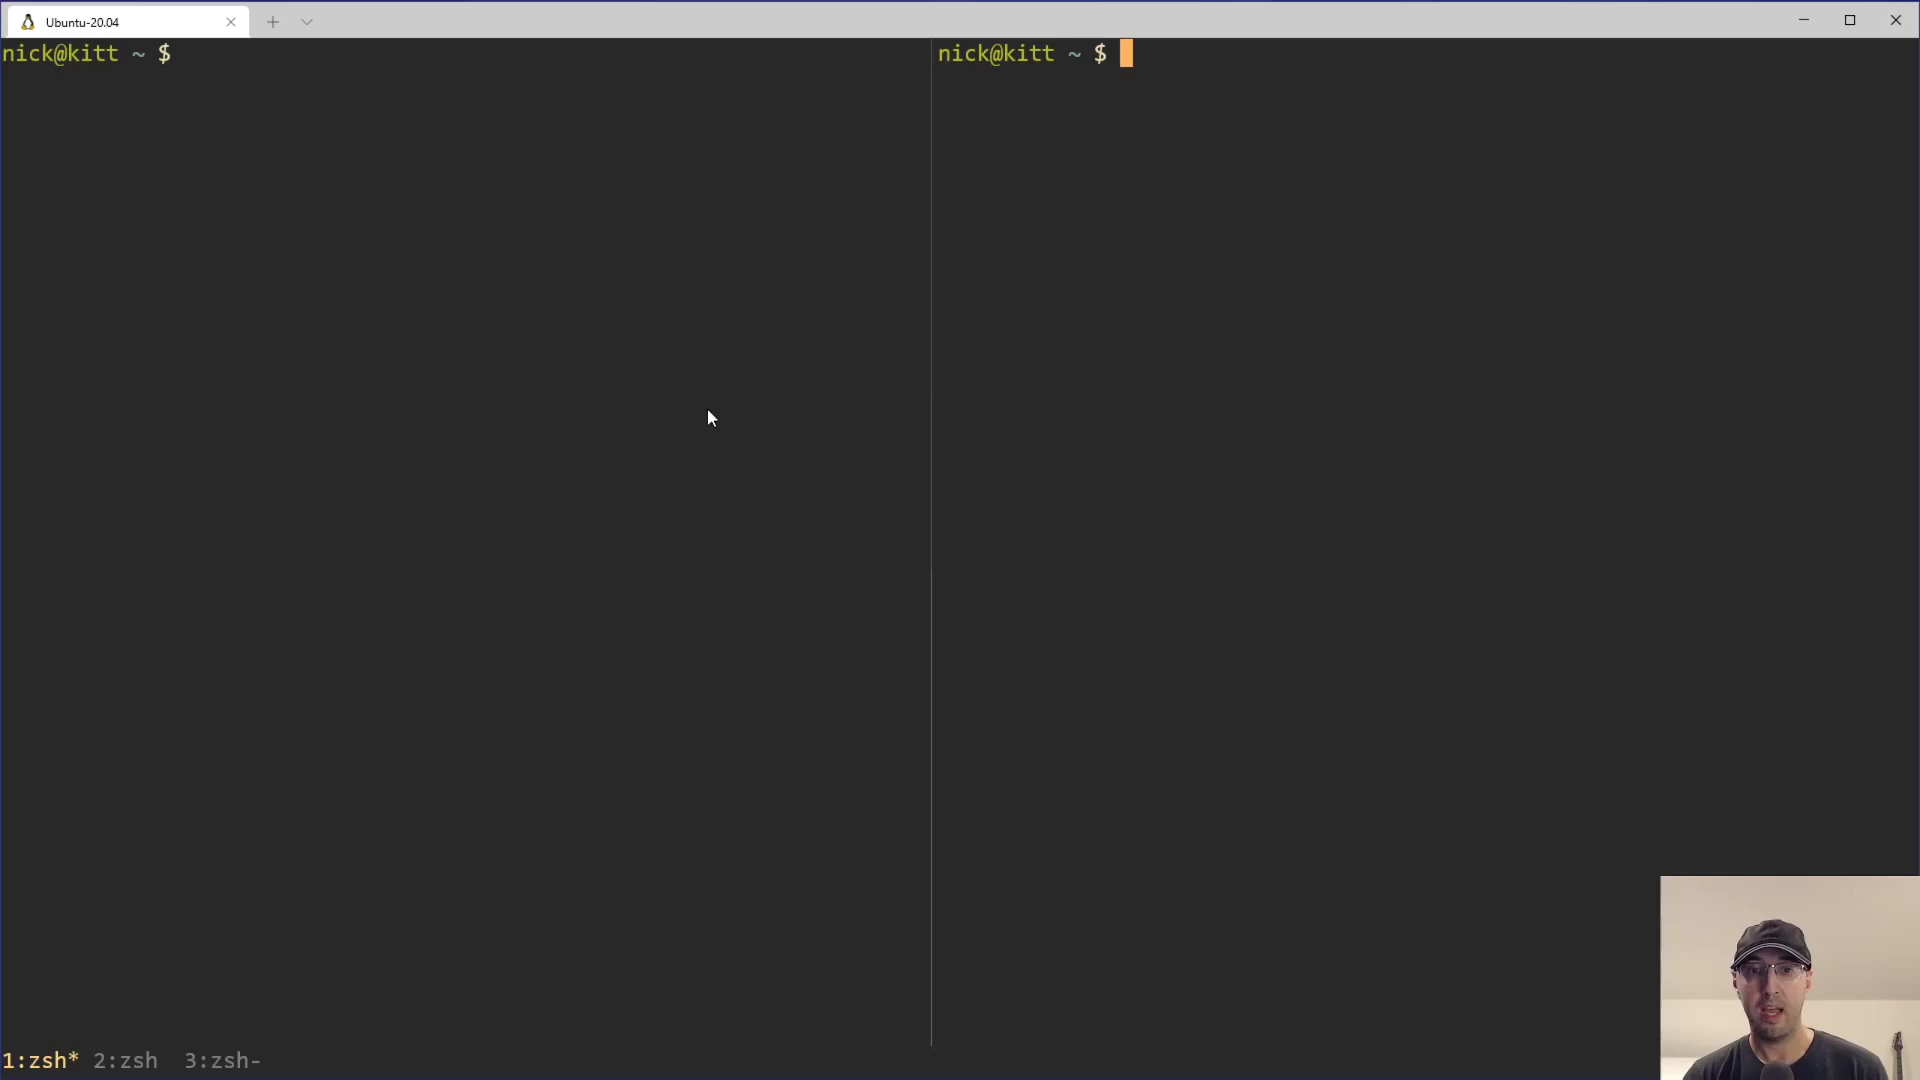 Ubuntu-20.04
nick@kitt ~ $
nick@kitt ~ $
1:zsh* 2:zsh  3:zsh-